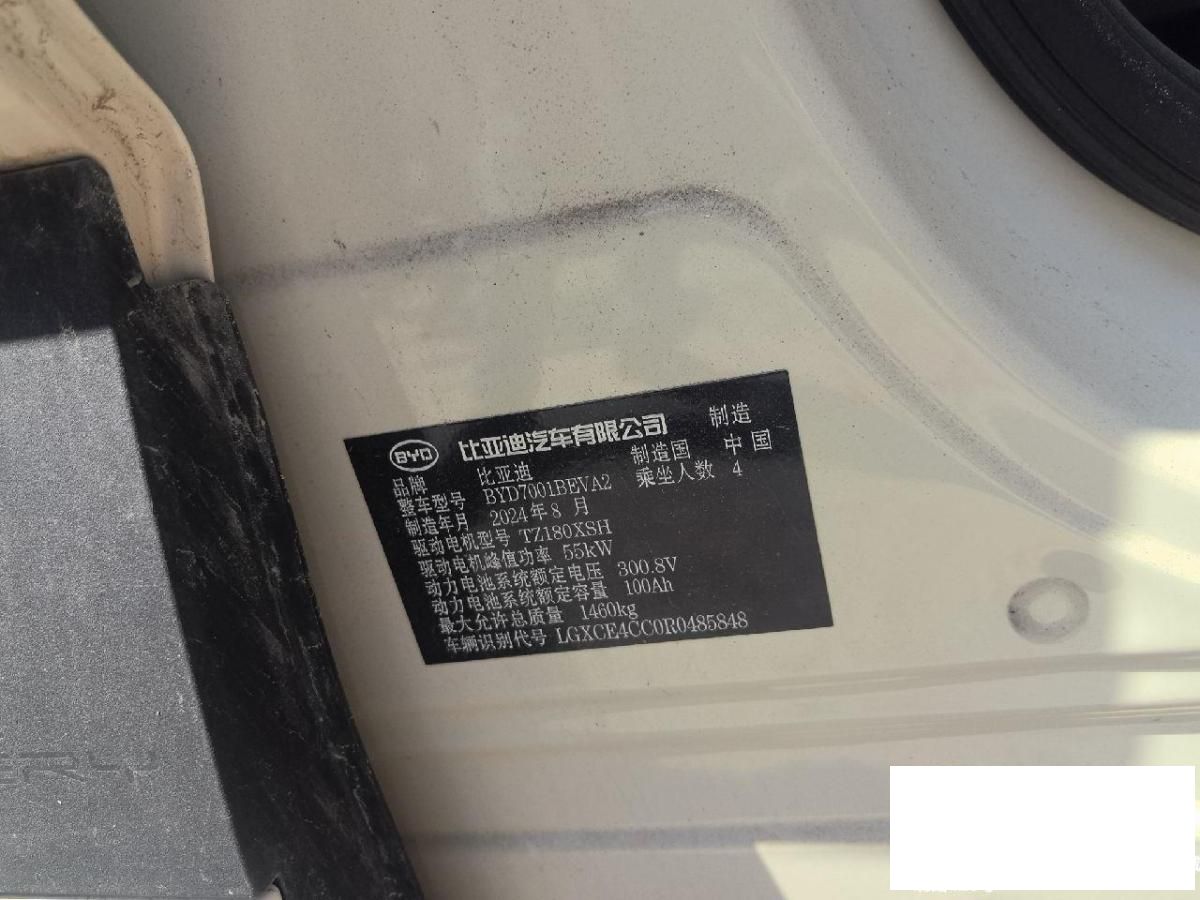 BYD 比亚迪汽车有限公司 制造
品牌 比亚迪 制造国 中国
整车型号 BYD7001BEVA2 乘坐人数 4
制造年月 2024年8月
驱动电机型号 TZ180XSH
驱动电机峰值功率 55kW
动力电池系统额定电压 300.8V
动力电池系统额定容量 100Ah
最大允许总质量 1460kg
车辆识别代号 LGXCE4CC0R0485848